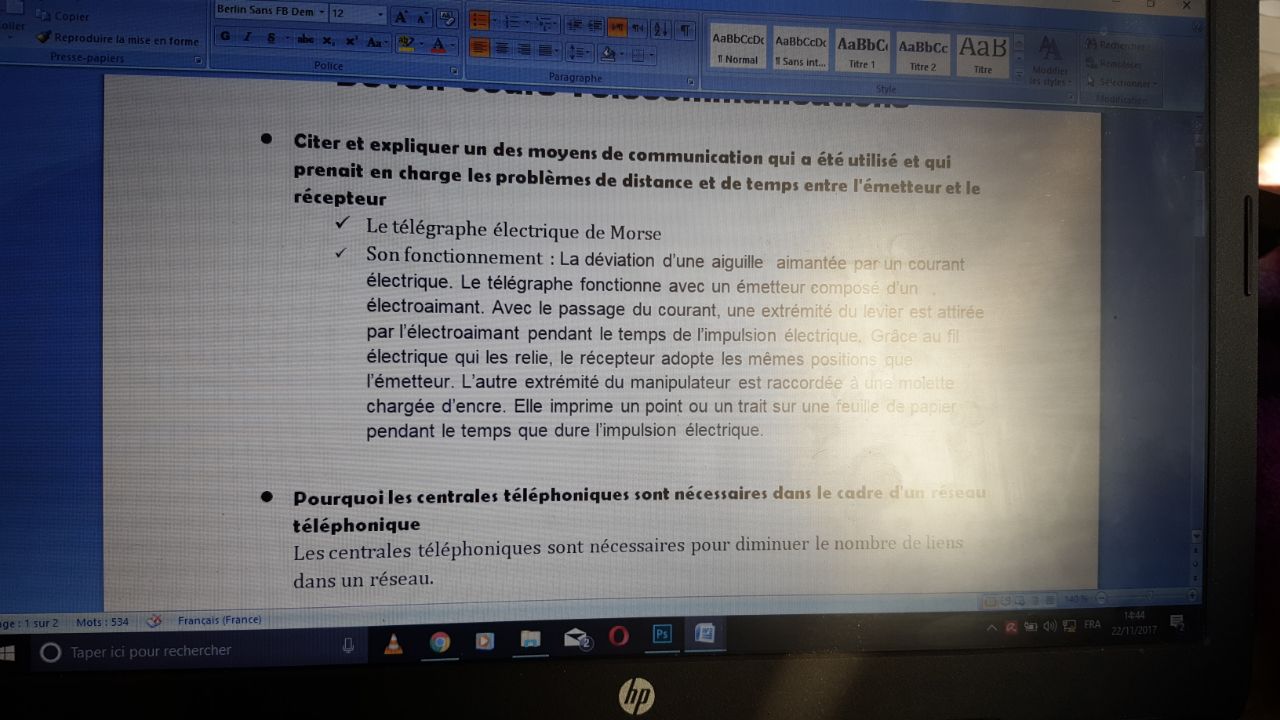 Copier
Reproduire la mise en forme
Presse-papiers
Berlin Sans FB Dem
12
G I S abc X₂ X² Aa
Police
Paragraphe
AaBbCcDc
¶ Normal
AaBbCcDc
¶ Sans int...
AaBbC
Titre 1
AaBbCc
Titre 2
AaB
Titre
Modifier
les styles
Style
Rechercher
Remplacer
Sélectionner
Modification
• Citer et expliquer un des moyens de communication qui a été utilisé et qui
prenait en charge les problèmes de distance et de temps entre l'émetteur et le
récepteur
✓ Le télégraphe électrique de Morse
✓ Son fonctionnement : La déviation d'une aiguille aimantée par un courant
électrique. Le télégraphe fonctionne avec un émetteur composé d'un
électroaimant. Avec le passage du courant, une extrémité du levier est attirée
par l'électroaimant pendant le temps de l'impulsion électrique. Grâce au fil
électrique qui les relie, le récepteur adopte les mêmes positions que
l'émetteur. L'autre extrémité du manipulateur est raccordée à une molette
chargée d'encre. Elle imprime un point ou un trait sur une feuille de papier
pendant le temps que dure l'impulsion électrique.
• Pourquoi les centrales téléphoniques sont nécessaires dans le cadre d'un réseau
téléphonique
Les centrales téléphoniques sont nécessaires pour diminuer le nombre de liens
dans un réseau.
age : 1 sur 2 Mots : 534 Français (France) 140 %
Taper ici pour rechercher
2
Ps
FRA
14:44
22/11/2017
2
hp